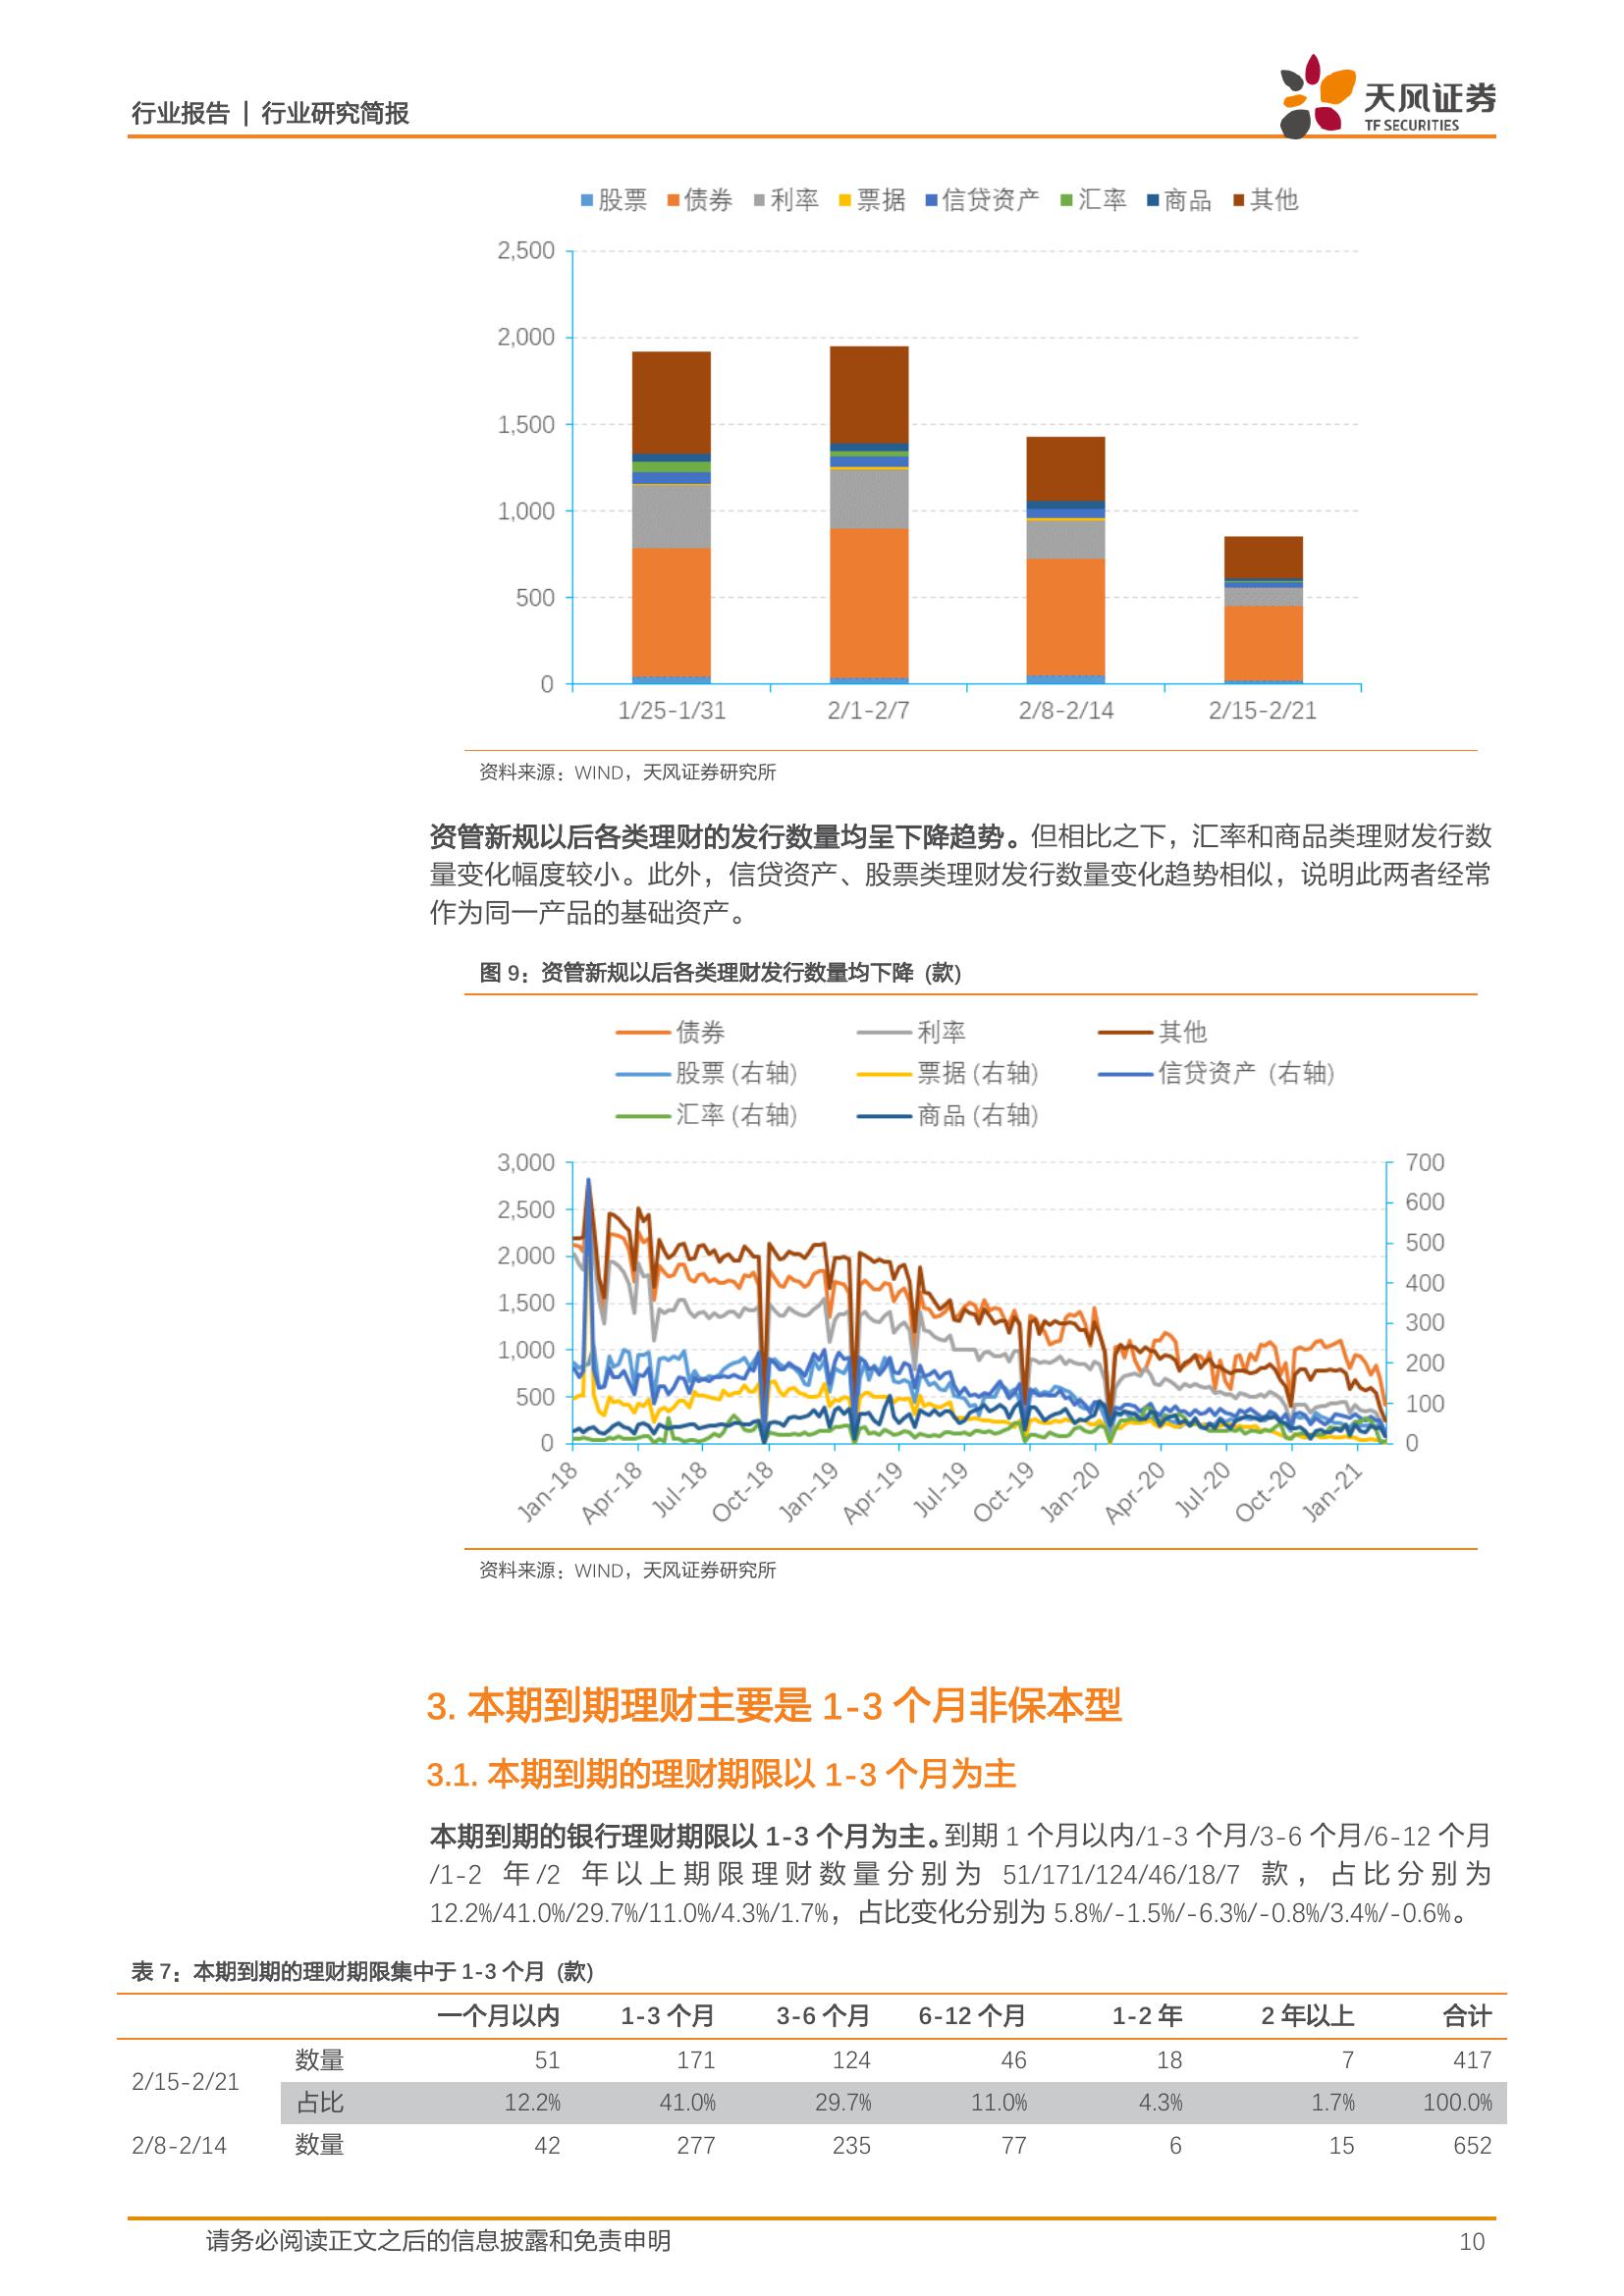 行业报告 | 行业研究简报
天风证券
TF SECURITIES
股票 债券 利率 票据 信贷资产 汇率 商品 其他
2,500
2,000
1,500
1,000
500
0
1/25-1/31 2/1-2/7 2/8-2/14 2/15-2/21
资料来源：WIND，天风证券研究所
资管新规以后各类理财的发行数量均呈下降趋势。但相比之下，汇率和商品类理财发行数
量变化幅度较小。此外，信贷资产、股票类理财发行数量变化趋势相似，说明此两者经常
作为同一产品的基础资产。
图 9：资管新规以后各类理财发行数量均下降 (款)
债券 利率 其他
股票 (右轴) 票据 (右轴) 信贷资产 (右轴)
汇率 (右轴) 商品 (右轴)
3,000 700
2,500 600
2,000 500
1,500 400
1,000 300
500 200
0 100
0
Jan-18 Apr-18 Jul-18 Oct-18 Jan-19 Apr-19 Jul-19 Oct-19 Jan-20 Apr-20 Jul-20 Oct-20 Jan-21
资料来源：WIND，天风证券研究所
3. 本期到期理财主要是 1-3 个月非保本型
3.1. 本期到期的理财期限以 1-3 个月为主
本期到期的银行理财期限以 1-3 个月为主。到期 1 个月以内/1-3 个月/3-6 个月/6-12 个月
/1-2 年/2 年以上期限理财数量分别为 51/171/124/46/18/7 款，占比分别为
12.2%/41.0%/29.7%/11.0%/4.3%/1.7%，占比变化分别为 5.8%/-1.5%/-6.3%/-0.8%/3.4%/-0.6%。
表 7：本期到期的理财期限集中于 1-3 个月 (款)
一个月以内 1-3 个月 3-6 个月 6-12 个月 1-2 年 2 年以上 合计
2/15-2/21 数量 51 171 124 46 18 7 417
占比 12.2% 41.0% 29.7% 11.0% 4.3% 1.7% 100.0%
2/8-2/14 数量 42 277 235 77 6 15 652
请务必阅读正文之后的信息披露和免责申明 10